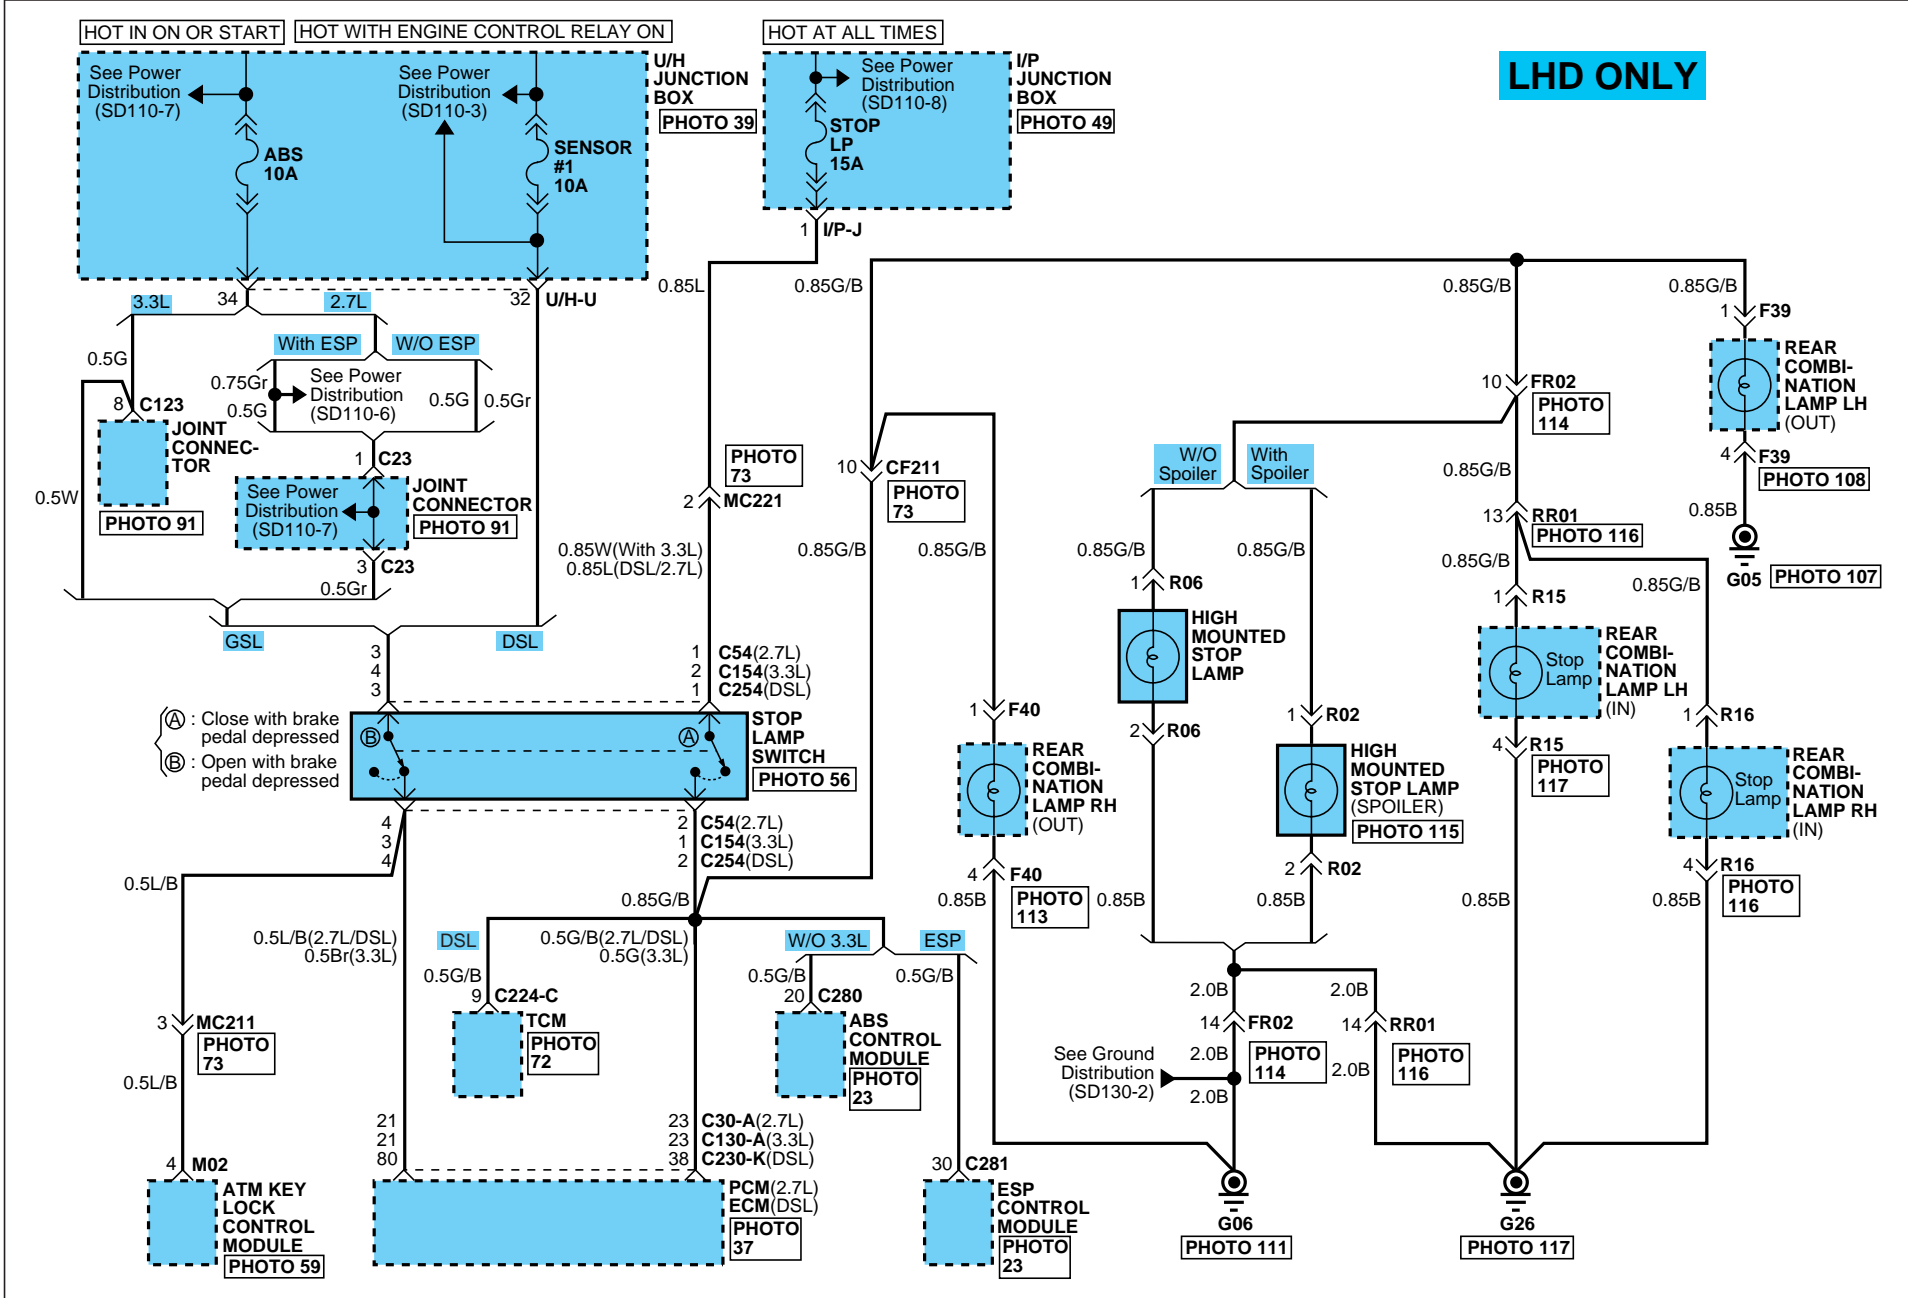 HOT IN ON OR START
HOT WITH ENGINE CONTROL RELAY ON
HOT AT ALL TIMES
LHD ONLY
See Power
Distribution
(SD110-7)
ABS
10A
See Power
Distribution
(SD110-3)
SENSOR
#1
10A
U/H
JUNCTION
BOX
PHOTO 39
See Power
Distribution
(SD110-8)
STOP
LP
15A
I/P
JUNCTION
BOX
PHOTO 49
1 I/P-J
3.3L
34
2.7L
32 U/H-U
0.85L
0.85G/B
0.85G/B
0.85G/B
With ESP
W/O ESP
0.5G
0.75Gr
0.5G
See Power
Distribution
(SD110-6)
0.5G
0.5Gr
8 C123
JOINT
CONNEC-
TOR
PHOTO 91
0.5W
1 C23
See Power
Distribution
(SD110-7)
JOINT
CONNECTOR
PHOTO 91
3 C23
0.5Gr
GSL
DSL
PHOTO
73
2 MC221
0.85W(With 3.3L)
0.85L(DSL/2.7L)
10 CF211
PHOTO
73
0.85G/B
0.85G/B
1 F39
REAR
COMBI-
NATION
LAMP LH
(OUT)
4 F39
PHOTO 108
0.85B
G05
PHOTO 107
10 FR02
PHOTO
114
W/O
Spoiler
With
Spoiler
0.85G/B
13 RR01
PHOTO 116
0.85G/B
0.85G/B
0.85G/B
0.85G/B
1 R06
HIGH
MOUNTED
STOP
LAMP
2 R06
1 R15
Stop
Lamp
REAR
COMBI-
NATION
LAMP LH
(IN)
4 R15
PHOTO
117
1 R02
HIGH
MOUNTED
STOP LAMP
(SPOILER)
PHOTO 115
2 R02
1 R16
Stop
Lamp
REAR
COMBI-
NATION
LAMP RH
(IN)
4 R16
PHOTO
116
3
4
3
1 C54(2.7L)
2 C154(3.3L)
1 C254(DSL)
A : Close with brake
pedal depressed
B : Open with brake
pedal depressed
B
A
STOP
LAMP
SWITCH
PHOTO 56
4
3
4
2 C54(2.7L)
1 C154(3.3L)
2 C254(DSL)
1 F40
REAR
COMBI-
NATION
LAMP RH
(OUT)
4 F40
PHOTO
113
0.5L/B
0.85G/B
0.85B
0.85B
0.85B
0.85B
0.85B
0.5L/B(2.7L/DSL)
0.5Br(3.3L)
DSL
0.5G/B(2.7L/DSL)
0.5G(3.3L)
W/O 3.3L
ESP
0.5G/B
0.5G/B
0.5G/B
3 MC211
PHOTO
73
0.5L/B
9 C224-C
TCM
PHOTO
72
20 C280
ABS
CONTROL
MODULE
PHOTO
23
2.0B
2.0B
14 FR02
14 RR01
See Ground
Distribution
(SD130-2)
2.0B
PHOTO
114
2.0B
PHOTO
116
2.0B
21
21
80
23 C30-A(2.7L)
23 C130-A(3.3L)
38 C230-K(DSL)
4 M02
ATM KEY
LOCK
CONTROL
MODULE
PHOTO 59
PCM(2.7L)
ECM(DSL)
PHOTO
37
30 C281
ESP
CONTROL
MODULE
PHOTO
23
G06
PHOTO 111
G26
PHOTO 117